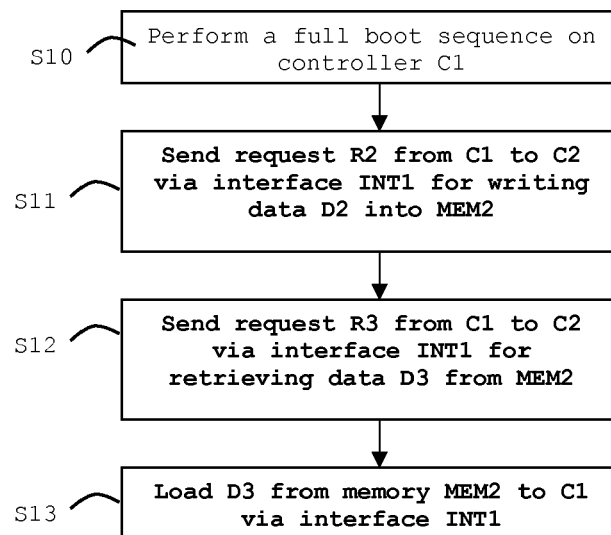 S10
Perform a full boot sequence on
controller C1
S11
Send request R2 from C1 to C2
via interface INT1 for writing
data D2 into MEM2
S12
Send request R3 from C1 to C2
via interface INT1 for
retrieving data D3 from MEM2
S13
Load D3 from memory MEM2 to C1
via interface INT1